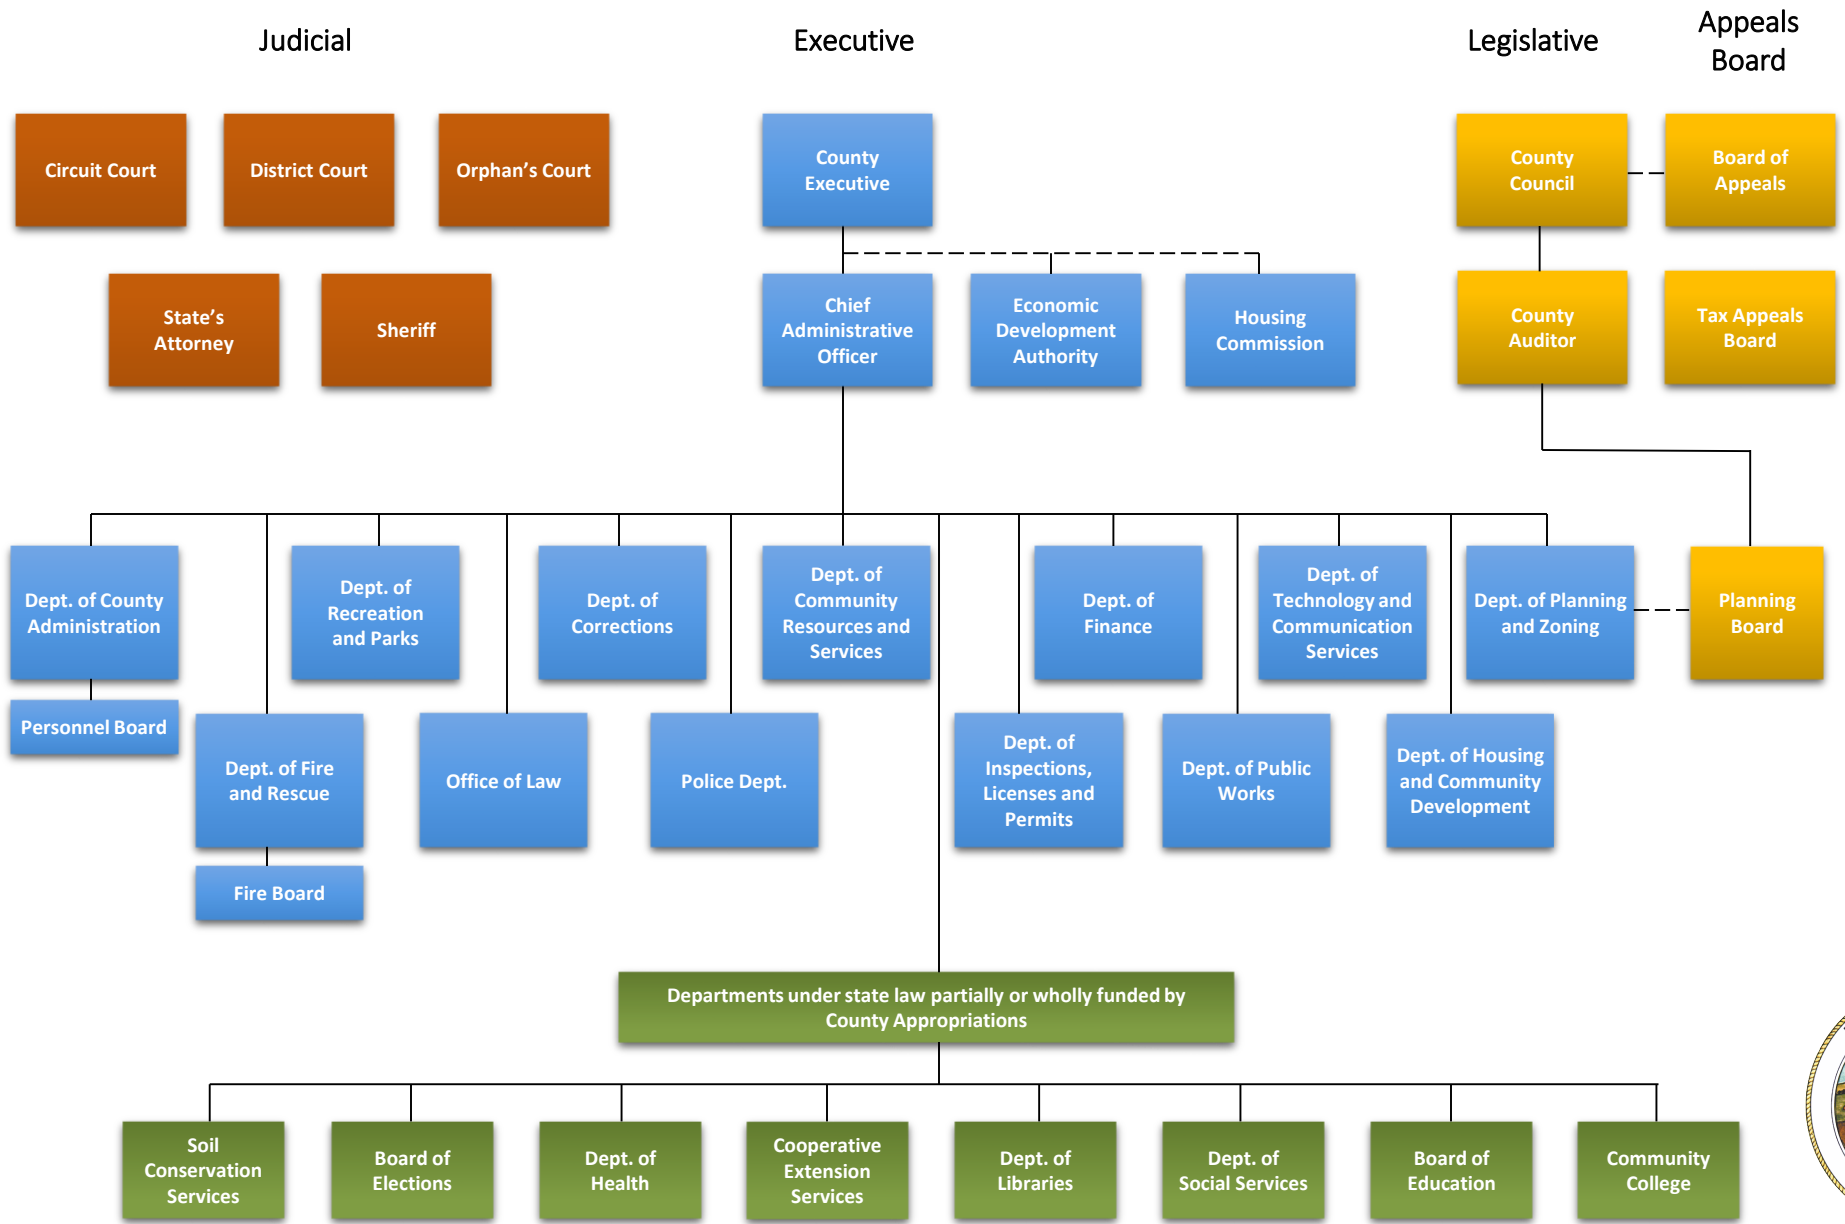 Judicial
Executive
Legislative
Appeals
Board
Circuit Court
District Court
Orphan's Court
County
Executive
County
Council
Board of
Appeals
State's
Attorney
Sheriff
Chief
Administrative
Officer
Economic
Development
Authority
Housing
Commission
County
Auditor
Tax Appeals
Board
Dept. of County
Administration
Dept. of
Recreation
and Parks
Dept. of
Corrections
Dept. of
Community
Resources and
Services
Dept. of
Finance
Dept. of
Technology and
Communication
Services
Dept. of Planning
and Zoning
Planning
Board
Personnel Board
Dept. of Fire
and Rescue
Office of Law
Police Dept.
Dept. of
Inspections,
Licenses and
Permits
Dept. of Public
Works
Dept. of Housing
and Community
Development
Fire Board
Departments under state law partially or wholly funded by
County Appropriations
Soil
Conservation
Services
Board of
Elections
Dept. of
Health
Cooperative
Extension
Services
Dept. of
Libraries
Dept. of
Social Services
Board of
Education
Community
College